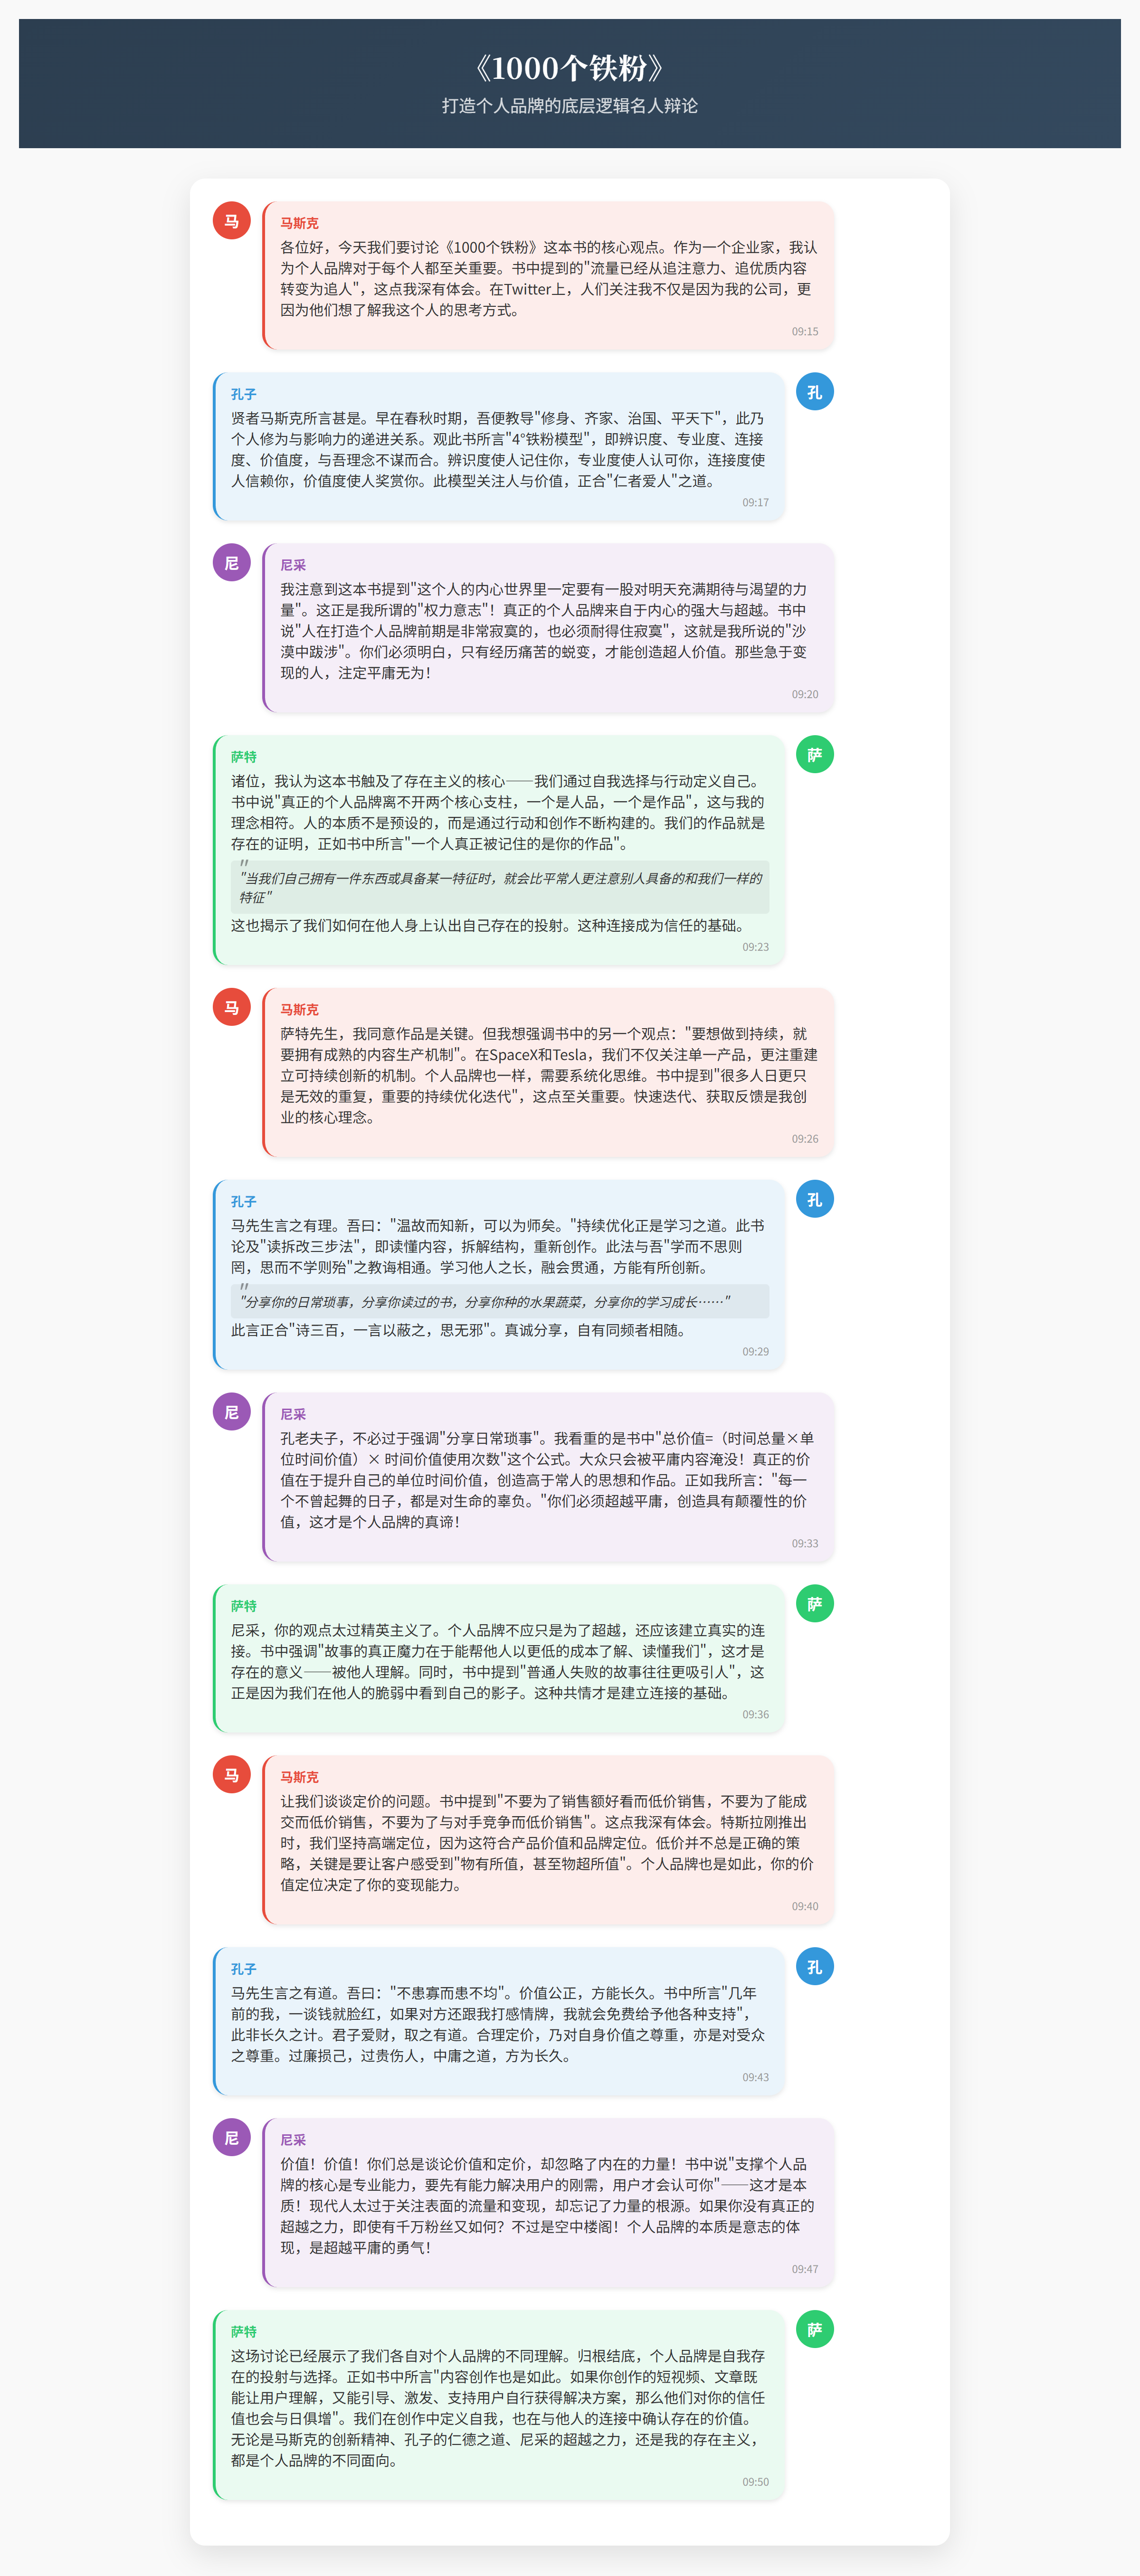 《1000个铁粉》
打造个人品牌的底层逻辑名人辩论
马
马斯克
各位好，今天我们要讨论《1000个铁粉》这本书的核心观点。作为一个企业家，我认
为个人品牌对于每个人都至关重要。书中提到的"流量已经从追注意力、追优质内容
转变为追人"，这点我深有体会。在Twitter上，人们关注我不仅是因为我的公司，更
因为他们想了解我这个人的思考方式。
09:15
孔子
孔
贤者马斯克所言甚是。早在春秋时期，吾便教导"修身、齐家、治国、平天下"，此乃
个人修为与影响力的递进关系。观此书所言"4°铁粉模型"，即辨识度、专业度、连接
度、价值度，与吾理念不谋而合。辨识度使人记住你，专业度使人认可你，连接度使
人信赖你，价值度使人奖赏你。此模型关注人与价值，正合"仁者爱人"之道。
09:17
尼
尼采
我注意到这本书提到"这个人的内心世界里一定要有一股对明天充满期待与渴望的力
量"。这正是我所谓的"权力意志"！真正的个人品牌来自于内心的强大与超越。书中
说"人在打造个人品牌前期是非常寂寞的，也必须耐得住寂寞"，这就是我所说的"沙
漠中跋涉"。你们必须明白，只有经历痛苦的蜕变，才能创造超人价值。那些急于变
现的人，注定平庸无为！
09:20
萨特
萨
诸位，我认为这本书触及了存在主义的核心——我们通过自我选择与行动定义自己。
书中说"真正的个人品牌离不开两个核心支柱，一个是人品，一个是作品"，这与我的
理念相符。人的本质不是预设的，而是通过行动和创作不断构建的。我们的作品就是
存在的证明，正如书中所言"一个人真正被记住的是你的作品"。
"
"当我们自己拥有一件东西或具备某一特征时，就会比平常人更注意别人具备的和我们一样的
特征"
这也揭示了我们如何在他人身上认出自己存在的投射。这种连接成为信任的基础。
09:23
马
马斯克
萨特先生，我同意作品是关键。但我想强调书中的另一个观点："要想做到持续，就
要拥有成熟的内容生产机制"。在SpaceX和Tesla，我们不仅关注单一产品，更注重建
立可持续创新的机制。个人品牌也一样，需要系统化思维。书中提到"很多人日更只
是无效的重复，重要的持续优化迭代"，这点至关重要。快速迭代、获取反馈是我创
业的核心理念。
09:26
孔子
孔
马先生言之有理。吾曰："温故而知新，可以为师矣。"持续优化正是学习之道。此书
论及"读拆改三步法"，即读懂内容，拆解结构，重新创作。此法与吾"学而不思则
罔，思而不学则殆"之教诲相通。学习他人之长，融会贯通，方能有所创新。
"
"分享你的日常琐事，分享你读过的书，分享你种的水果蔬菜，分享你的学习成长……"
此言正合"诗三百，一言以蔽之，思无邪"。真诚分享，自有同频者相随。
09:29
尼
尼采
孔老夫子，不必过于强调"分享日常琐事"。我看重的是书中"总价值=（时间总量×单
位时间价值）× 时间价值使用次数"这个公式。大众只会被平庸内容淹没！真正的价
值在于提升自己的单位时间价值，创造高于常人的思想和作品。正如我所言："每一
个不曾起舞的日子，都是对生命的辜负。"你们必须超越平庸，创造具有颠覆性的价
值，这才是个人品牌的真谛！
09:33
萨特
萨
尼采，你的观点太过精英主义了。个人品牌不应只是为了超越，还应该建立真实的连
接。书中强调"故事的真正魔力在于能帮他人以更低的成本了解、读懂我们"，这才是
存在的意义——被他人理解。同时，书中提到"普通人失败的故事往往更吸引人"，这
正是因为我们在他人的脆弱中看到自己的影子。这种共情才是建立连接的基础。
09:36
马
马斯克
让我们谈谈定价的问题。书中提到"不要为了销售额好看而低价销售，不要为了能成
交而低价销售，不要为了与对手竞争而低价销售"。这点我深有体会。特斯拉刚推出
时，我们坚持高端定位，因为这符合产品价值和品牌定位。低价并不总是正确的策
略，关键是要让客户感受到"物有所值，甚至物超所值"。个人品牌也是如此，你的价
值定位决定了你的变现能力。
09:40
孔子
孔
马先生言之有道。吾曰："不患寡而患不均"。价值公正，方能长久。书中所言"几年
前的我，一谈钱就脸红，如果对方还跟我打感情牌，我就会免费给予他各种支持"，
此非长久之计。君子爱财，取之有道。合理定价，乃对自身价值之尊重，亦是对受众
之尊重。过廉损己，过贵伤人，中庸之道，方为长久。
09:43
尼
尼采
价值！价值！你们总是谈论价值和定价，却忽略了内在的力量！书中说"支撑个人品
牌的核心是专业能力，要先有能力解决用户的刚需，用户才会认可你"——这才是本
质！现代人太过于关注表面的流量和变现，却忘记了力量的根源。如果你没有真正的
超越之力，即使有千万粉丝又如何？不过是空中楼阁！个人品牌的本质是意志的体
现，是超越平庸的勇气！
09:47
萨特
萨
这场讨论已经展示了我们各自对个人品牌的不同理解。归根结底，个人品牌是自我存
在的投射与选择。正如书中所言"内容创作也是如此。如果你创作的短视频、文章既
能让用户理解，又能引导、激发、支持用户自行获得解决方案，那么他们对你的信任
值也会与日俱增"。我们在创作中定义自我，也在与他人的连接中确认存在的价值。
无论是马斯克的创新精神、孔子的仁德之道、尼采的超越之力，还是我的存在主义，
都是个人品牌的不同面向。
09:50